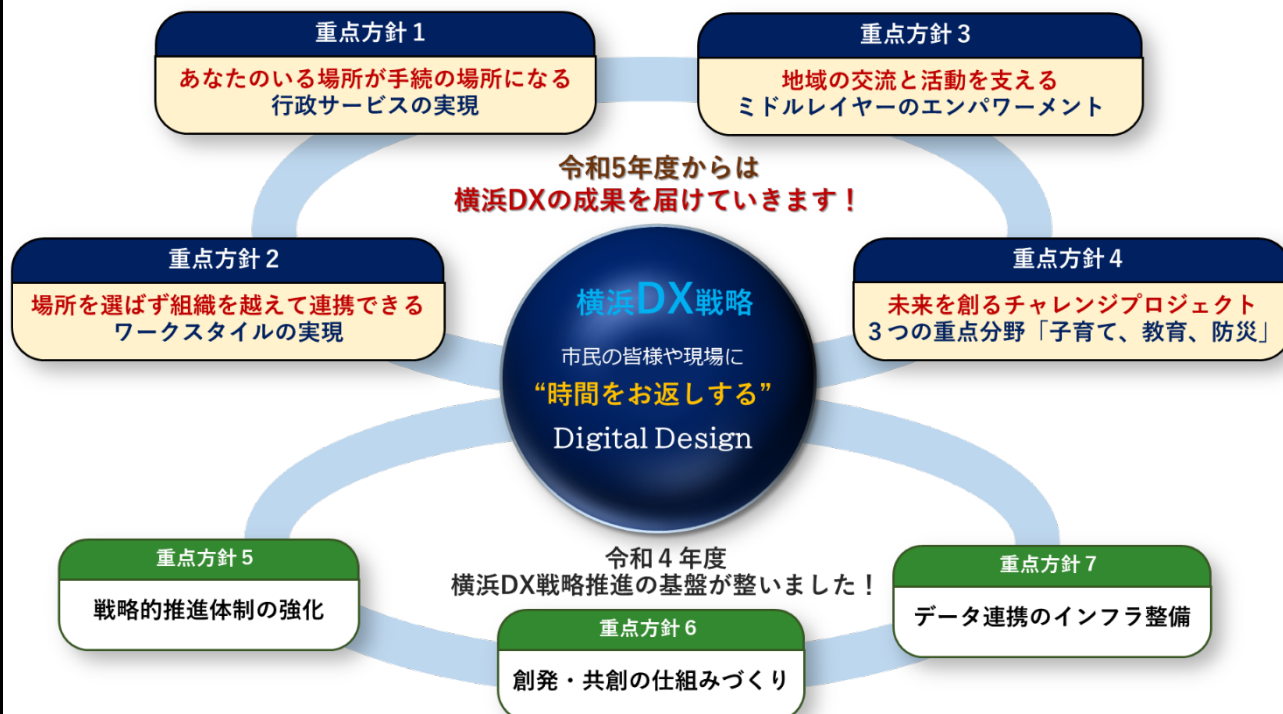 重点方針１
あなたのいる場所が手続の場所になる
行政サービスの実現
重点方針３
地域の交流と活動を支える
ミドルレイヤーのエンパワーメント
令和5年度からは
横浜DXの成果を届けていきます！
重点方針２
場所を選ばず組織を越えて連携できる
ワークスタイルの実現
重点方針４
未来を創るチャレンジプロジェクト
３つの重点分野「子育て、教育、防災」
横浜DX戦略
市民の皆様や現場に
“時間をお返しする”
Digital Design
令和４年度
横浜DX戦略推進の基盤が整いました！
重点方針５
戦略的推進体制の強化
重点方針６
創発・共創の仕組みづくり
重点方針７
データ連携のインフラ整備